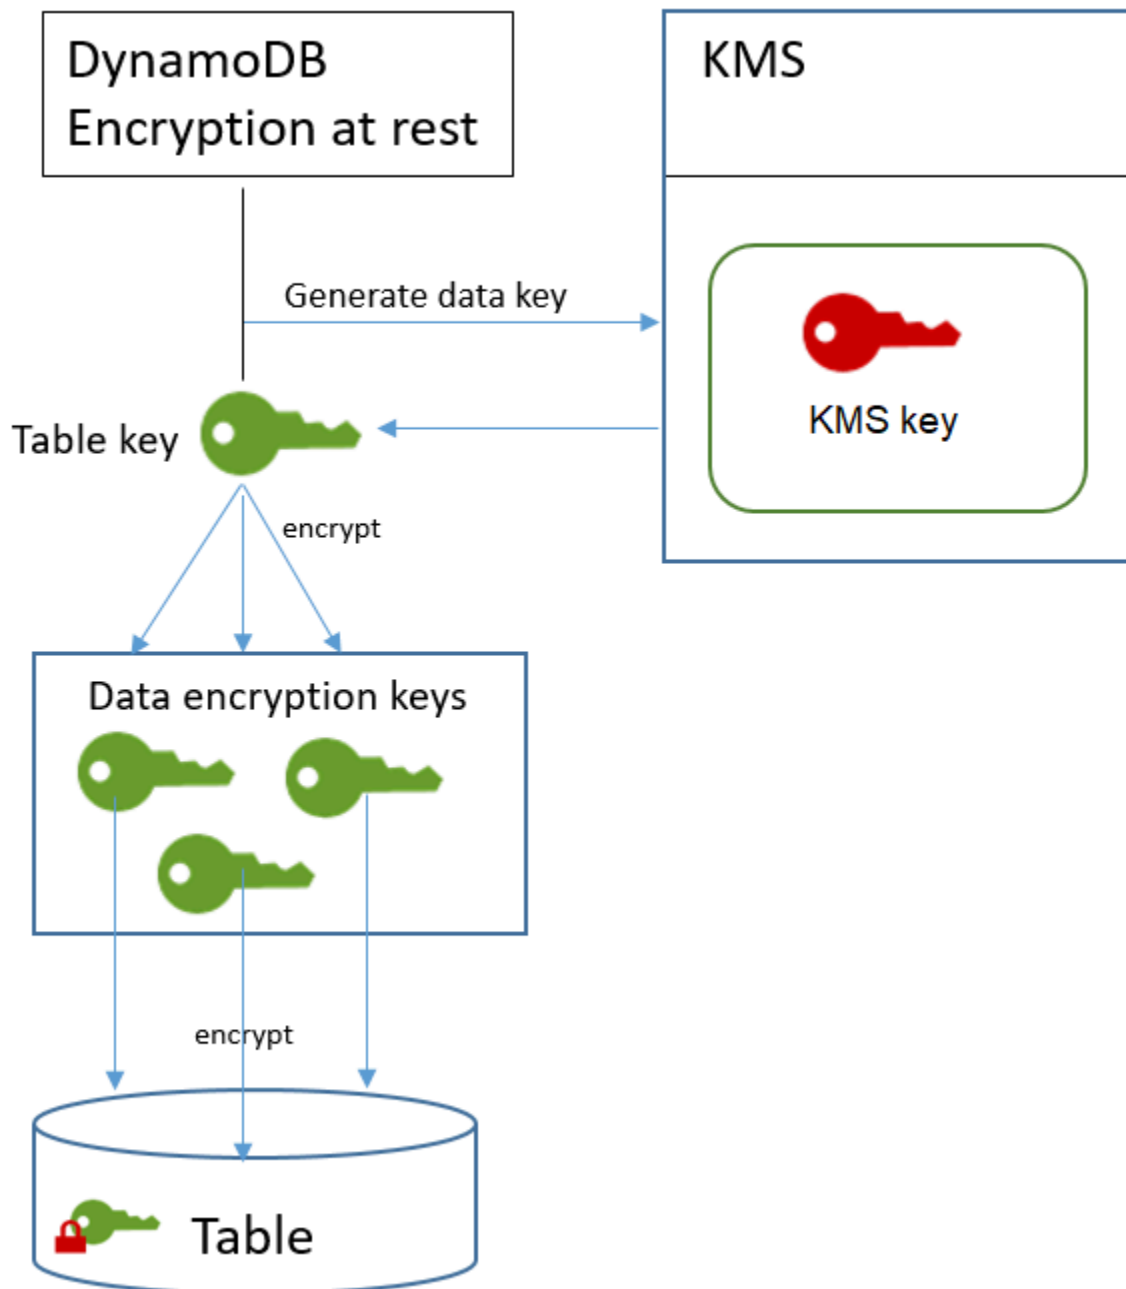 DynamoDB
Encryption at rest
KMS
Generate data key
KMS key
Table key
encrypt
Data encryption keys
encrypt
Table